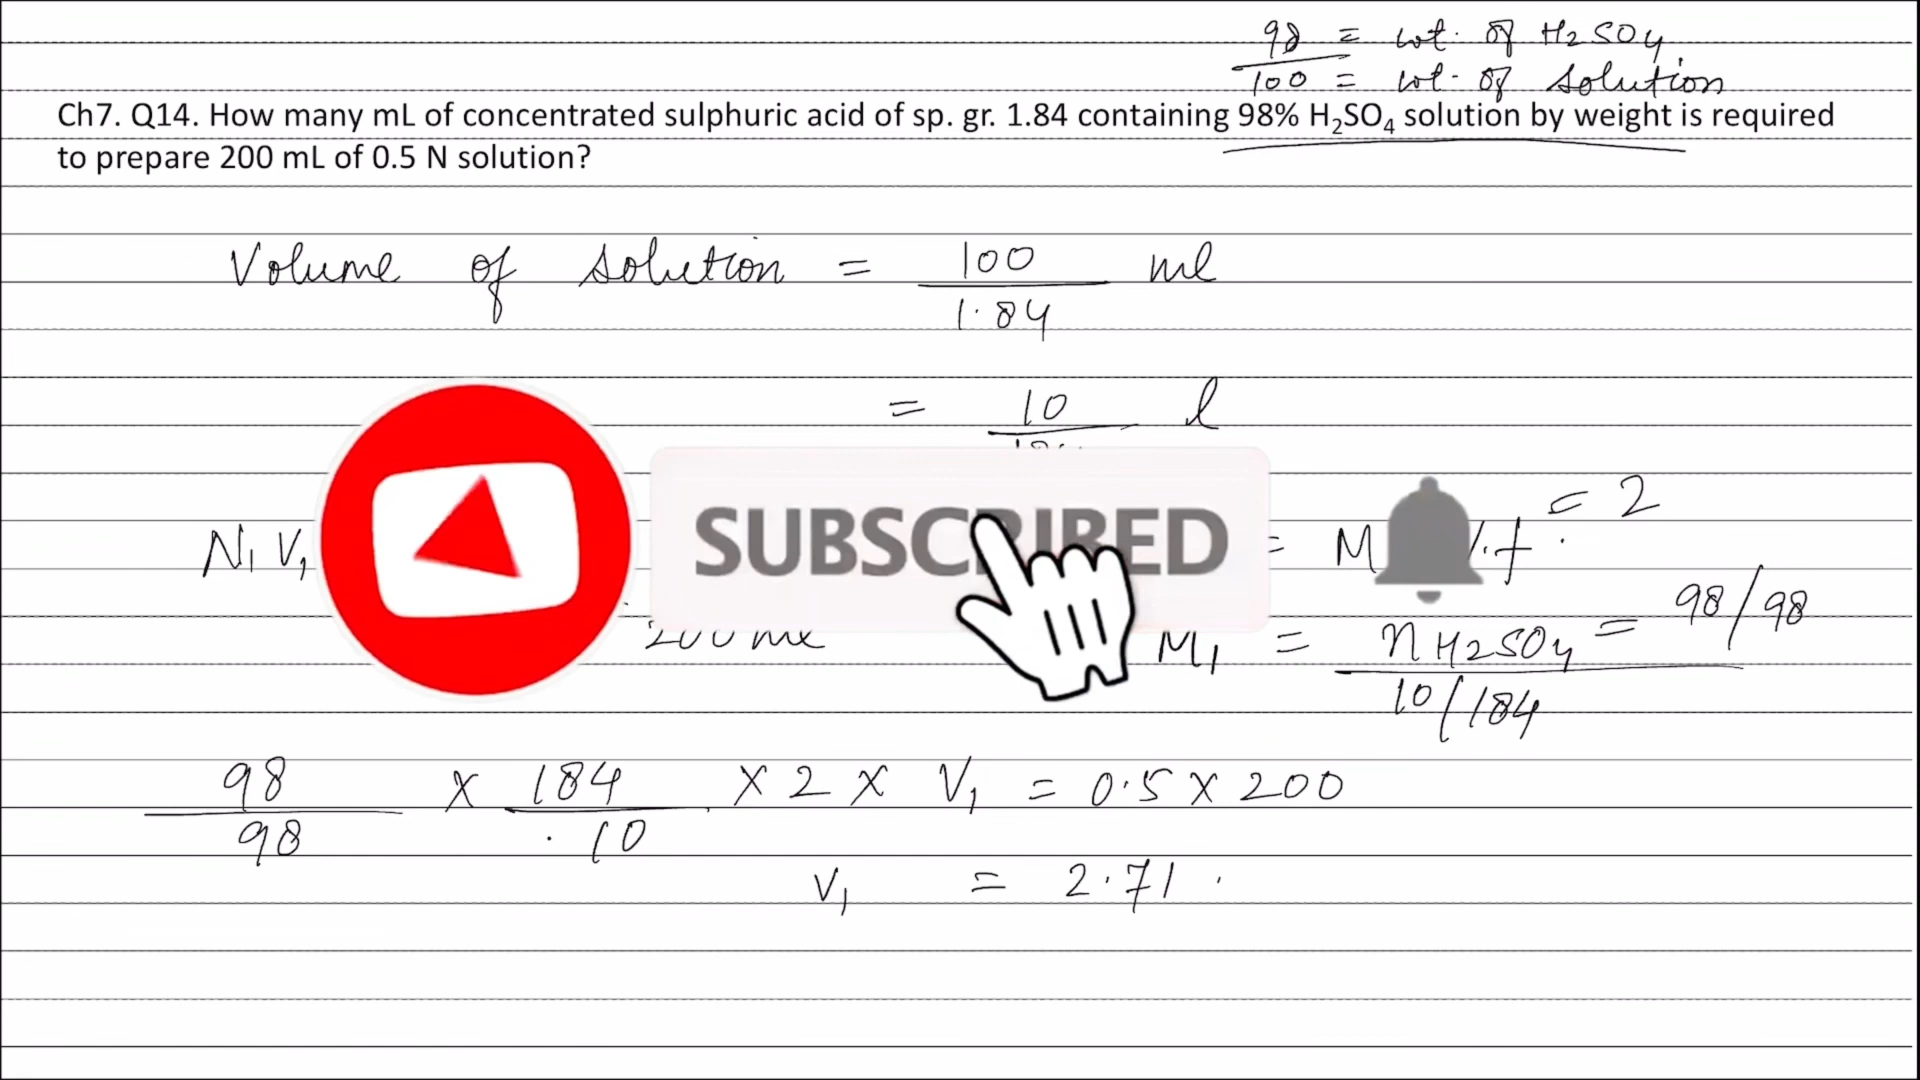 98 = wt. of H2SO4
100 = wt. of solution
Ch7. Q14. How many mL of concentrated sulphuric acid of sp. gr. 1.84 containing 98% H₂SO₄ solution by weight is required
to prepare 200 mL of 0.5 N solution?
Volume of solution = 100 ml
1.84
= 10 l
= 2
N1 V1 SUBSCRIBED = M
98/98
200 ml M1 = nH2SO4 =
10/184
98 x 184 x 2 x V1 = 0.5 x 200
98 10
V1 = 2.71